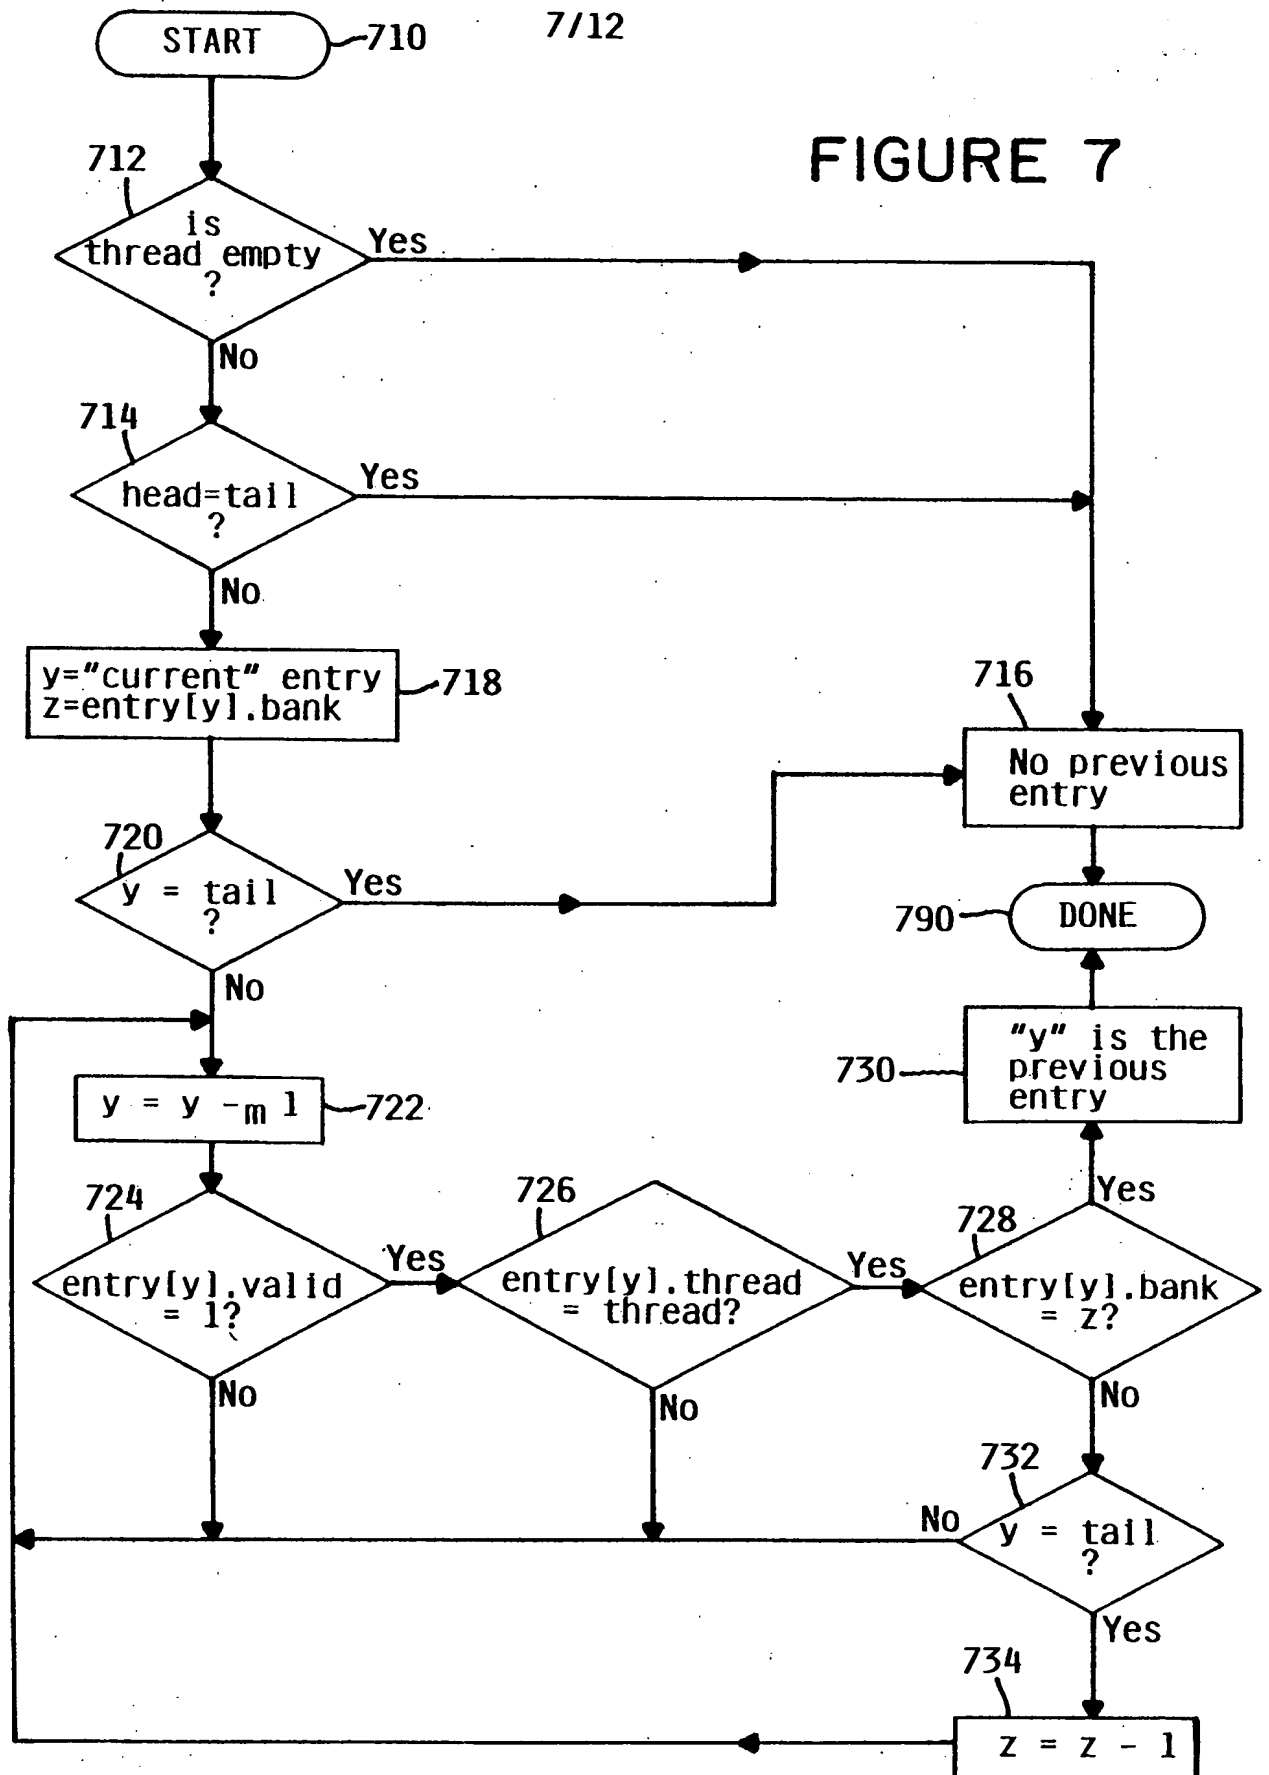 START
710
7/12
FIGURE 7
712
is
thread empty
?
Yes
No
714
head=tail
?
Yes
No
y="current" entry
z=entry[y].bank
718
716
No previous
entry
720
y = tail
?
Yes
No
790
DONE
"y" is the
previous
entry
730
y = y -m 1
722
724
entry[y].valid
= 1?
Yes
No
726
entry[y].thread
= thread?
Yes
No
728
Yes
entry[y].bank
= z?
No
732
No
y = tail
?
Yes
734
z = z - 1